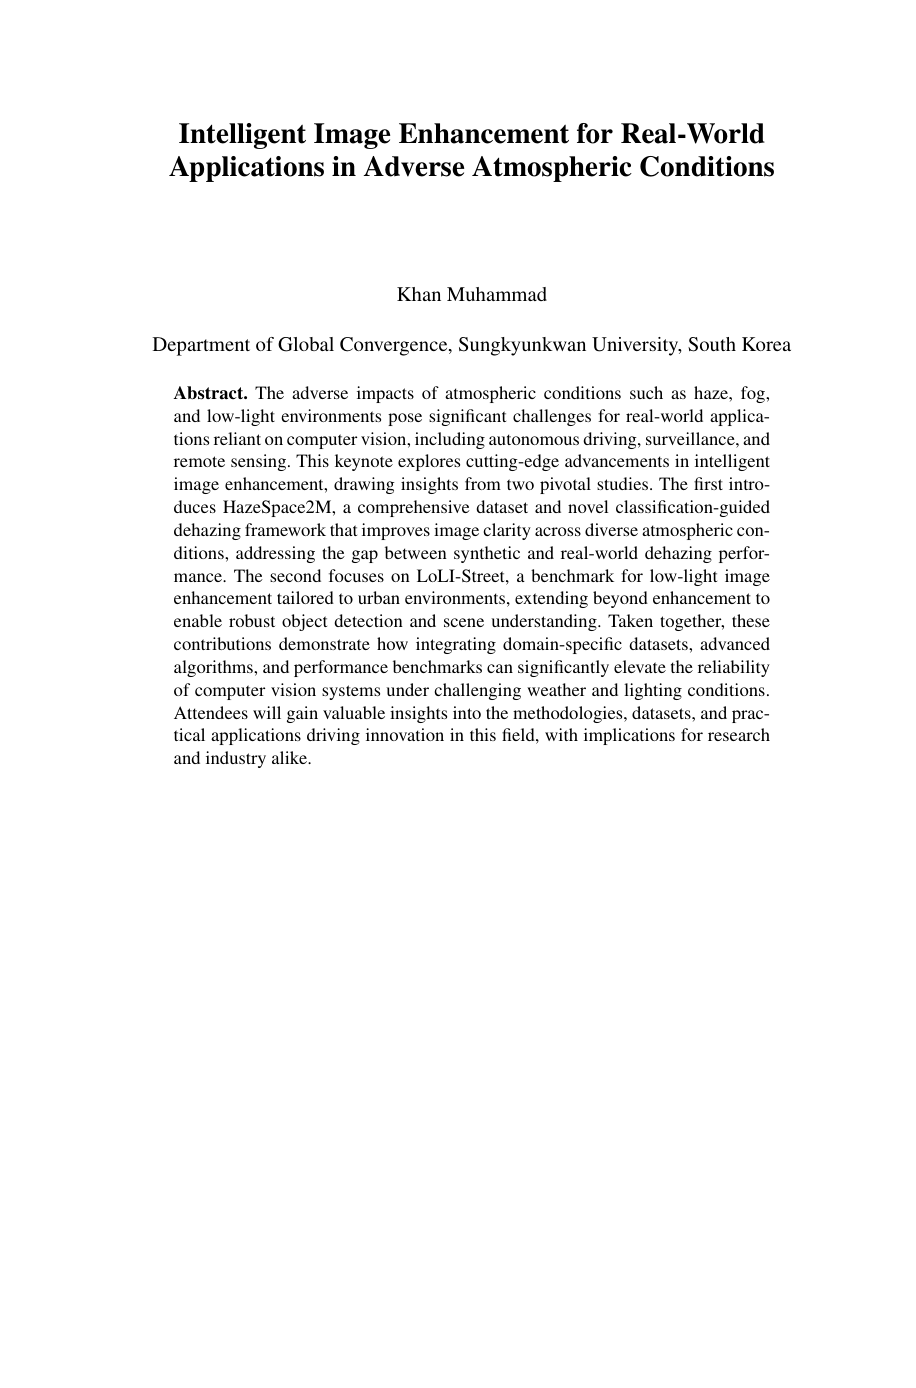 Intelligent Image Enhancement for Real-World
Applications in Adverse Atmospheric Conditions
Khan Muhammad
Department of Global Convergence, Sungkyunkwan University, South Korea
Abstract. The adverse impacts of atmospheric conditions such as haze, fog,
and low-light environments pose significant challenges for real-world applica-
tions reliant on computer vision, including autonomous driving, surveillance, and
remote sensing. This keynote explores cutting-edge advancements in intelligent
image enhancement, drawing insights from two pivotal studies. The first intro-
duces HazeSpace2M, a comprehensive dataset and novel classification-guided
dehazing framework that improves image clarity across diverse atmospheric con-
ditions, addressing the gap between synthetic and real-world dehazing perfor-
mance. The second focuses on LoLI-Street, a benchmark for low-light image
enhancement tailored to urban environments, extending beyond enhancement to
enable robust object detection and scene understanding. Taken together, these
contributions demonstrate how integrating domain-specific datasets, advanced
algorithms, and performance benchmarks can significantly elevate the reliability
of computer vision systems under challenging weather and lighting conditions.
Attendees will gain valuable insights into the methodologies, datasets, and prac-
tical applications driving innovation in this field, with implications for research
and industry alike.